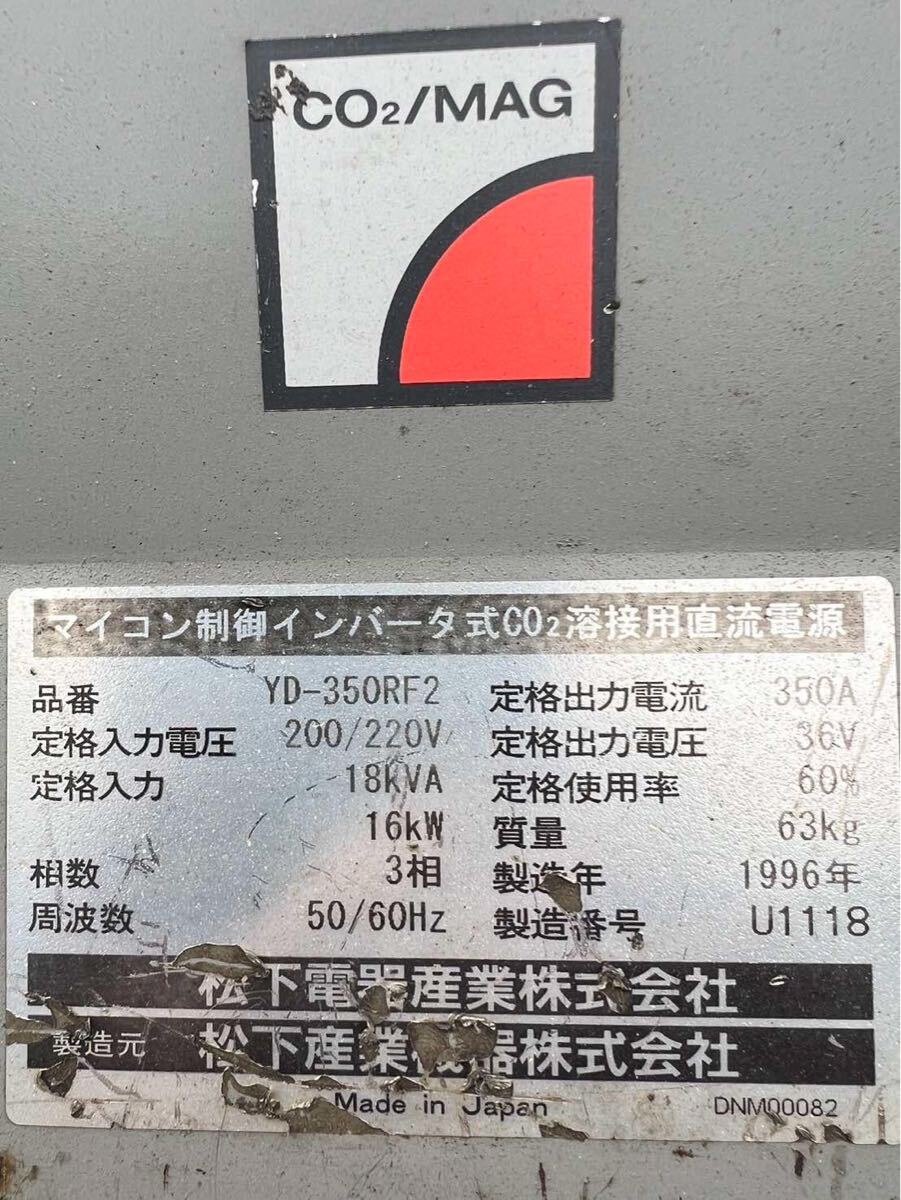 CO₂/MAG
マイコン制御インバータ式CO₂溶接用直流電源
品番 YD-350RF2 定格出力電流 350A
定格入力電圧 200/220V 定格出力電圧 36V
定格入力 18kVA 定格使用率 60%
16kW 質量 63kg
相数 3相 製造年 1996年
周波数 50/60Hz 製造番号 U1118
松下電器産業株式会社
製造元 松下産業機器株式会社
Made in Japan DNM00082